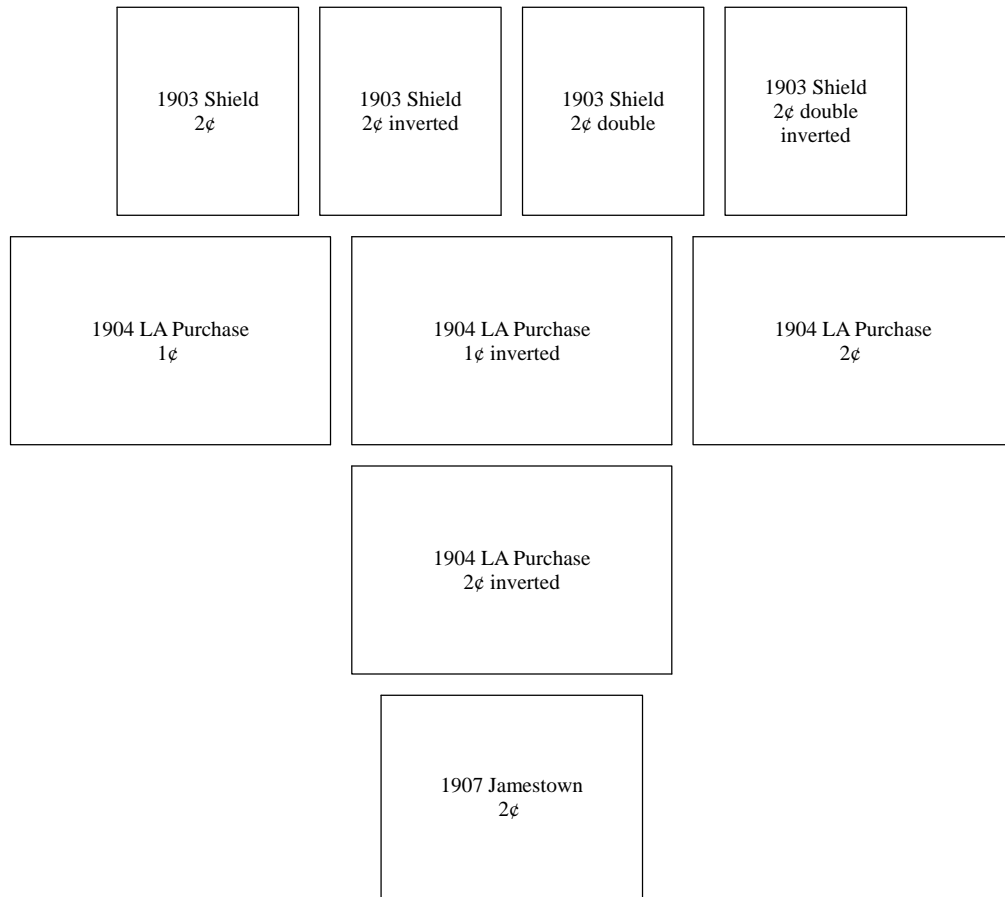 1903 Shield
2¢
1903 Shield
2¢ inverted
1903 Shield
2¢ double
1903 Shield
2¢ double
inverted
1904 LA Purchase
1¢
1904 LA Purchase
1¢ inverted
1904 LA Purchase
2¢
1904 LA Purchase
2¢ inverted
1907 Jamestown
2¢